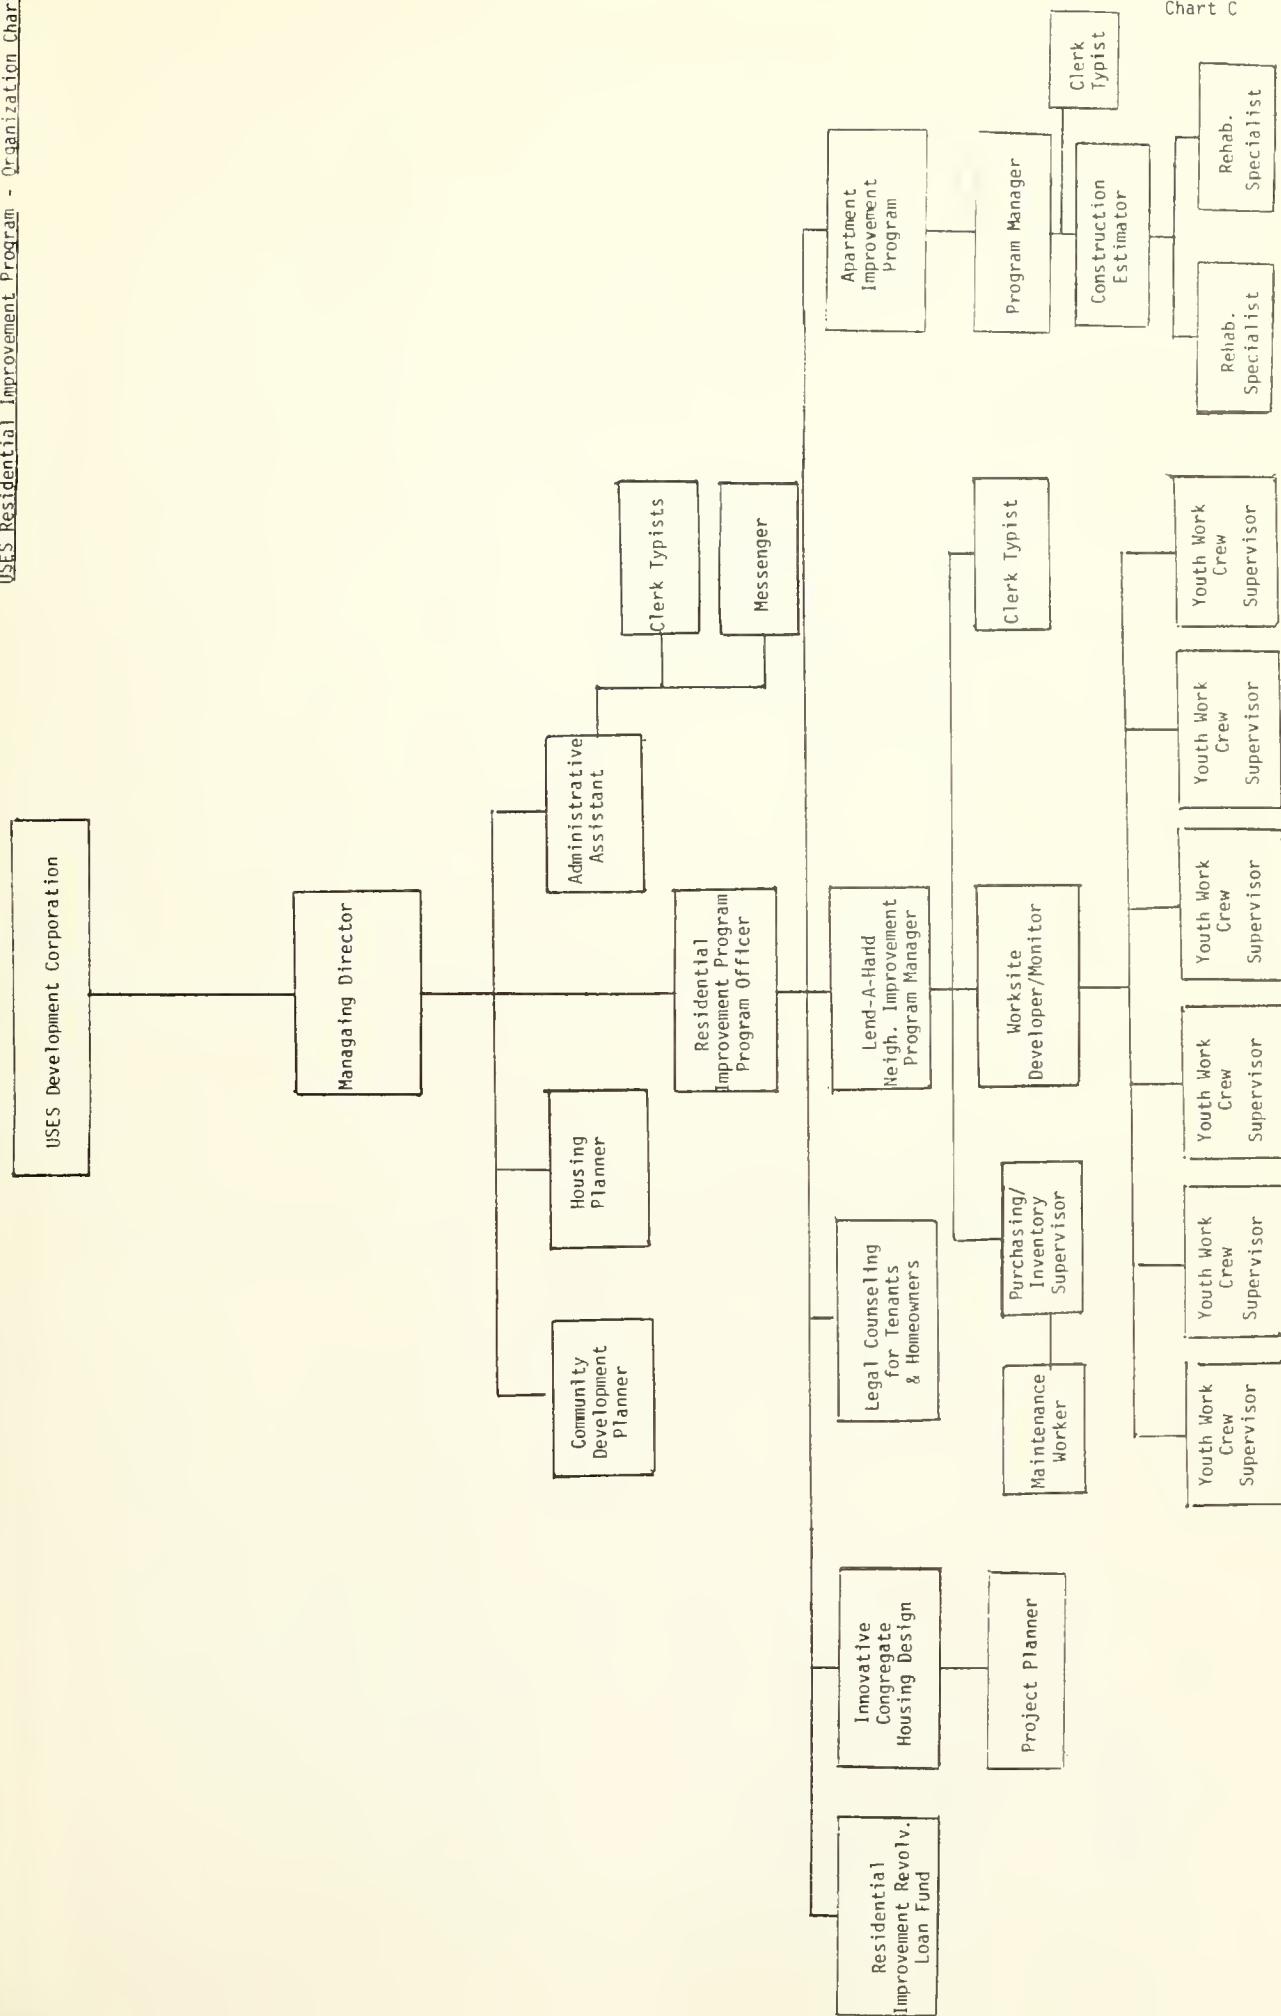 Chart C
USES Residential Improvement Program - Organization Char
USES Development Corporation
Managaing Director
Community
Development
Planner
Housing
Planner
Administrative
Assistant
Clerk Typists
Messenger
Residential
Improvement Program
Program Officer
Residential
Improvement Revolv.
Loan Fund
Innovative
Congregate
Housing Design
Project Planner
Legal Counseling
for Tenants
& Homeowners
Lend-A-Hand
Neigh. Improvement
Program Manager
Maintenance
Worker
Purchasing/
Inventory
Supervisor
Worksite
Developer/Monitor
Clerk Typist
Youth Work
Crew
Supervisor
Youth Work
Crew
Supervisor
Youth Work
Crew
Supervisor
Youth Work
Crew
Supervisor
Youth Work
Crew
Supervisor
Youth Work
Crew
Supervisor
Apartment
Improvement
Program
Program Manager
Clerk
Typist
Construction
Estimator
Rehab.
Specialist
Rehab.
Specialist